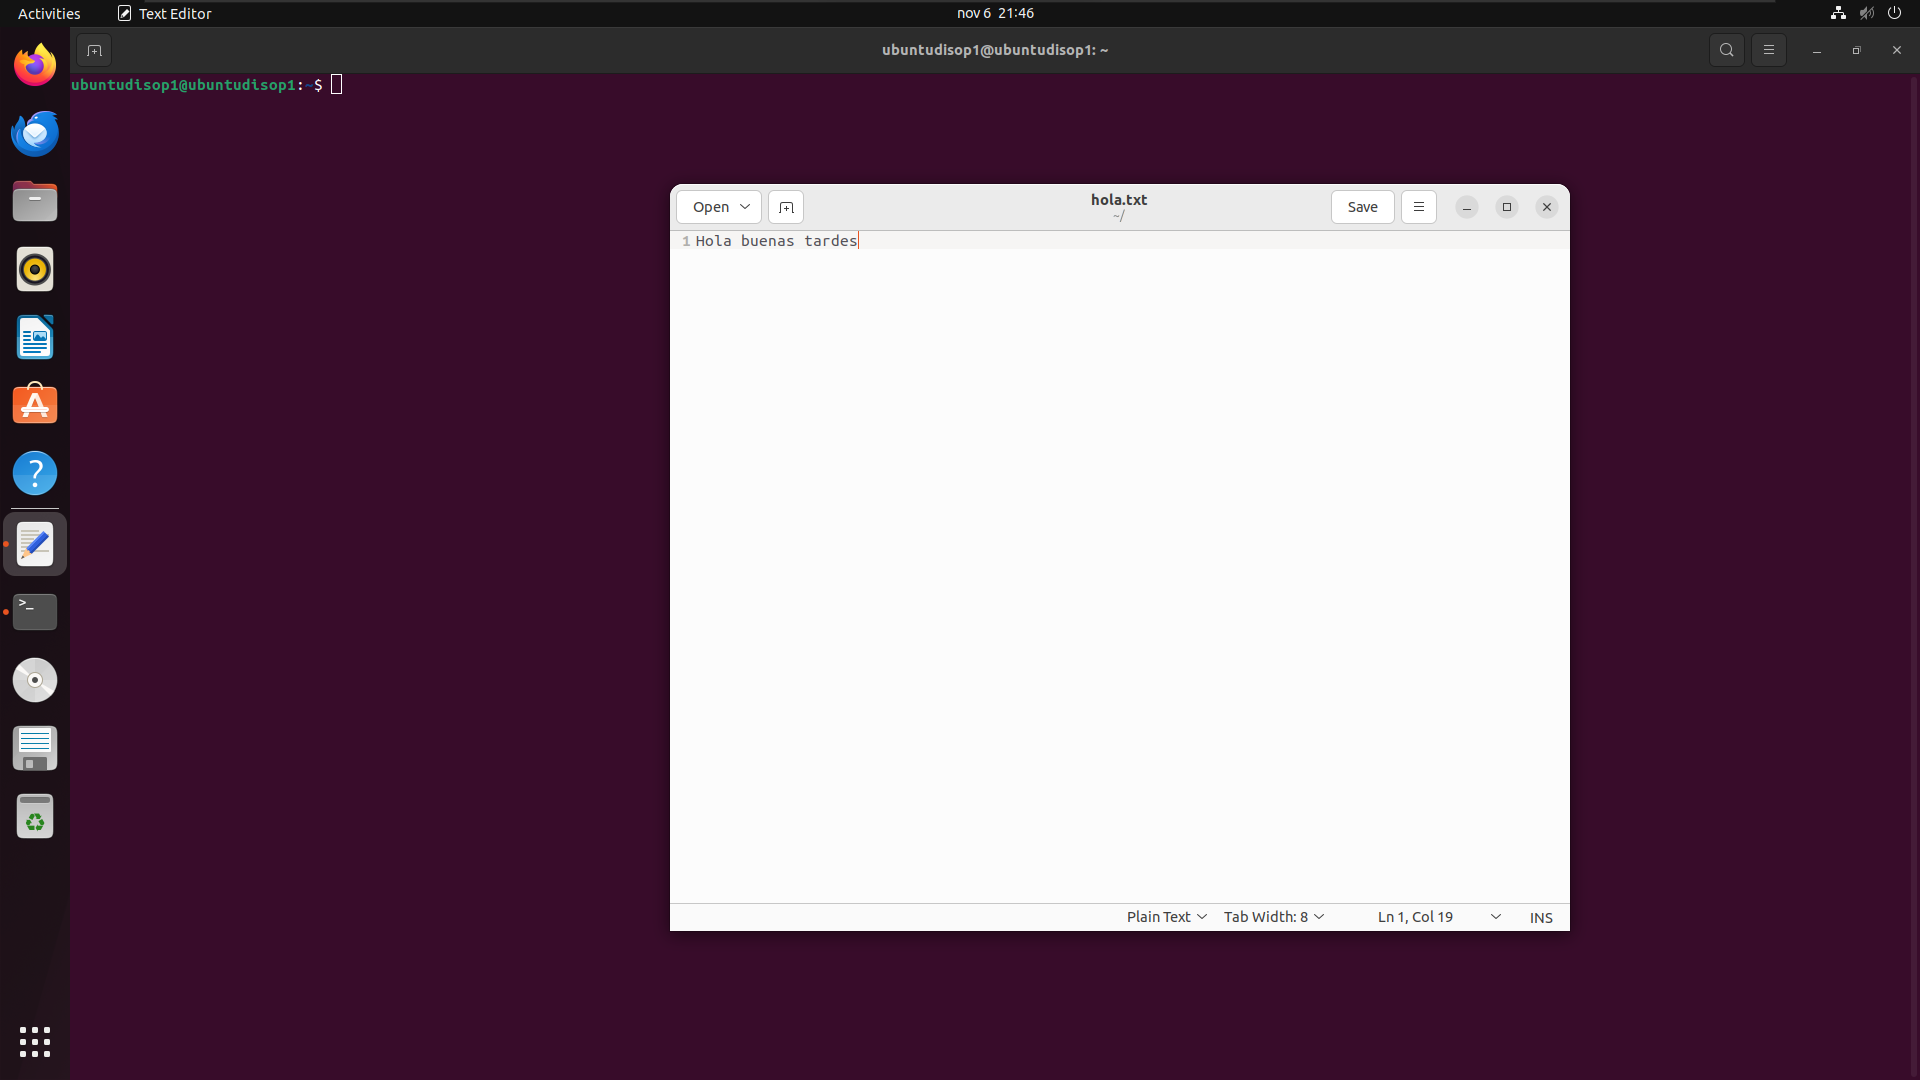 Activities
Text Editor
nov 6 21:46
ubuntudisop1@ubuntudisop1: ~
ubuntudisop1@ubuntudisop1:~$
Open
hola.txt
~/
Save
1 Hola buenas tardes
Plain Text
Tab Width: 8
Ln 1, Col 19
INS